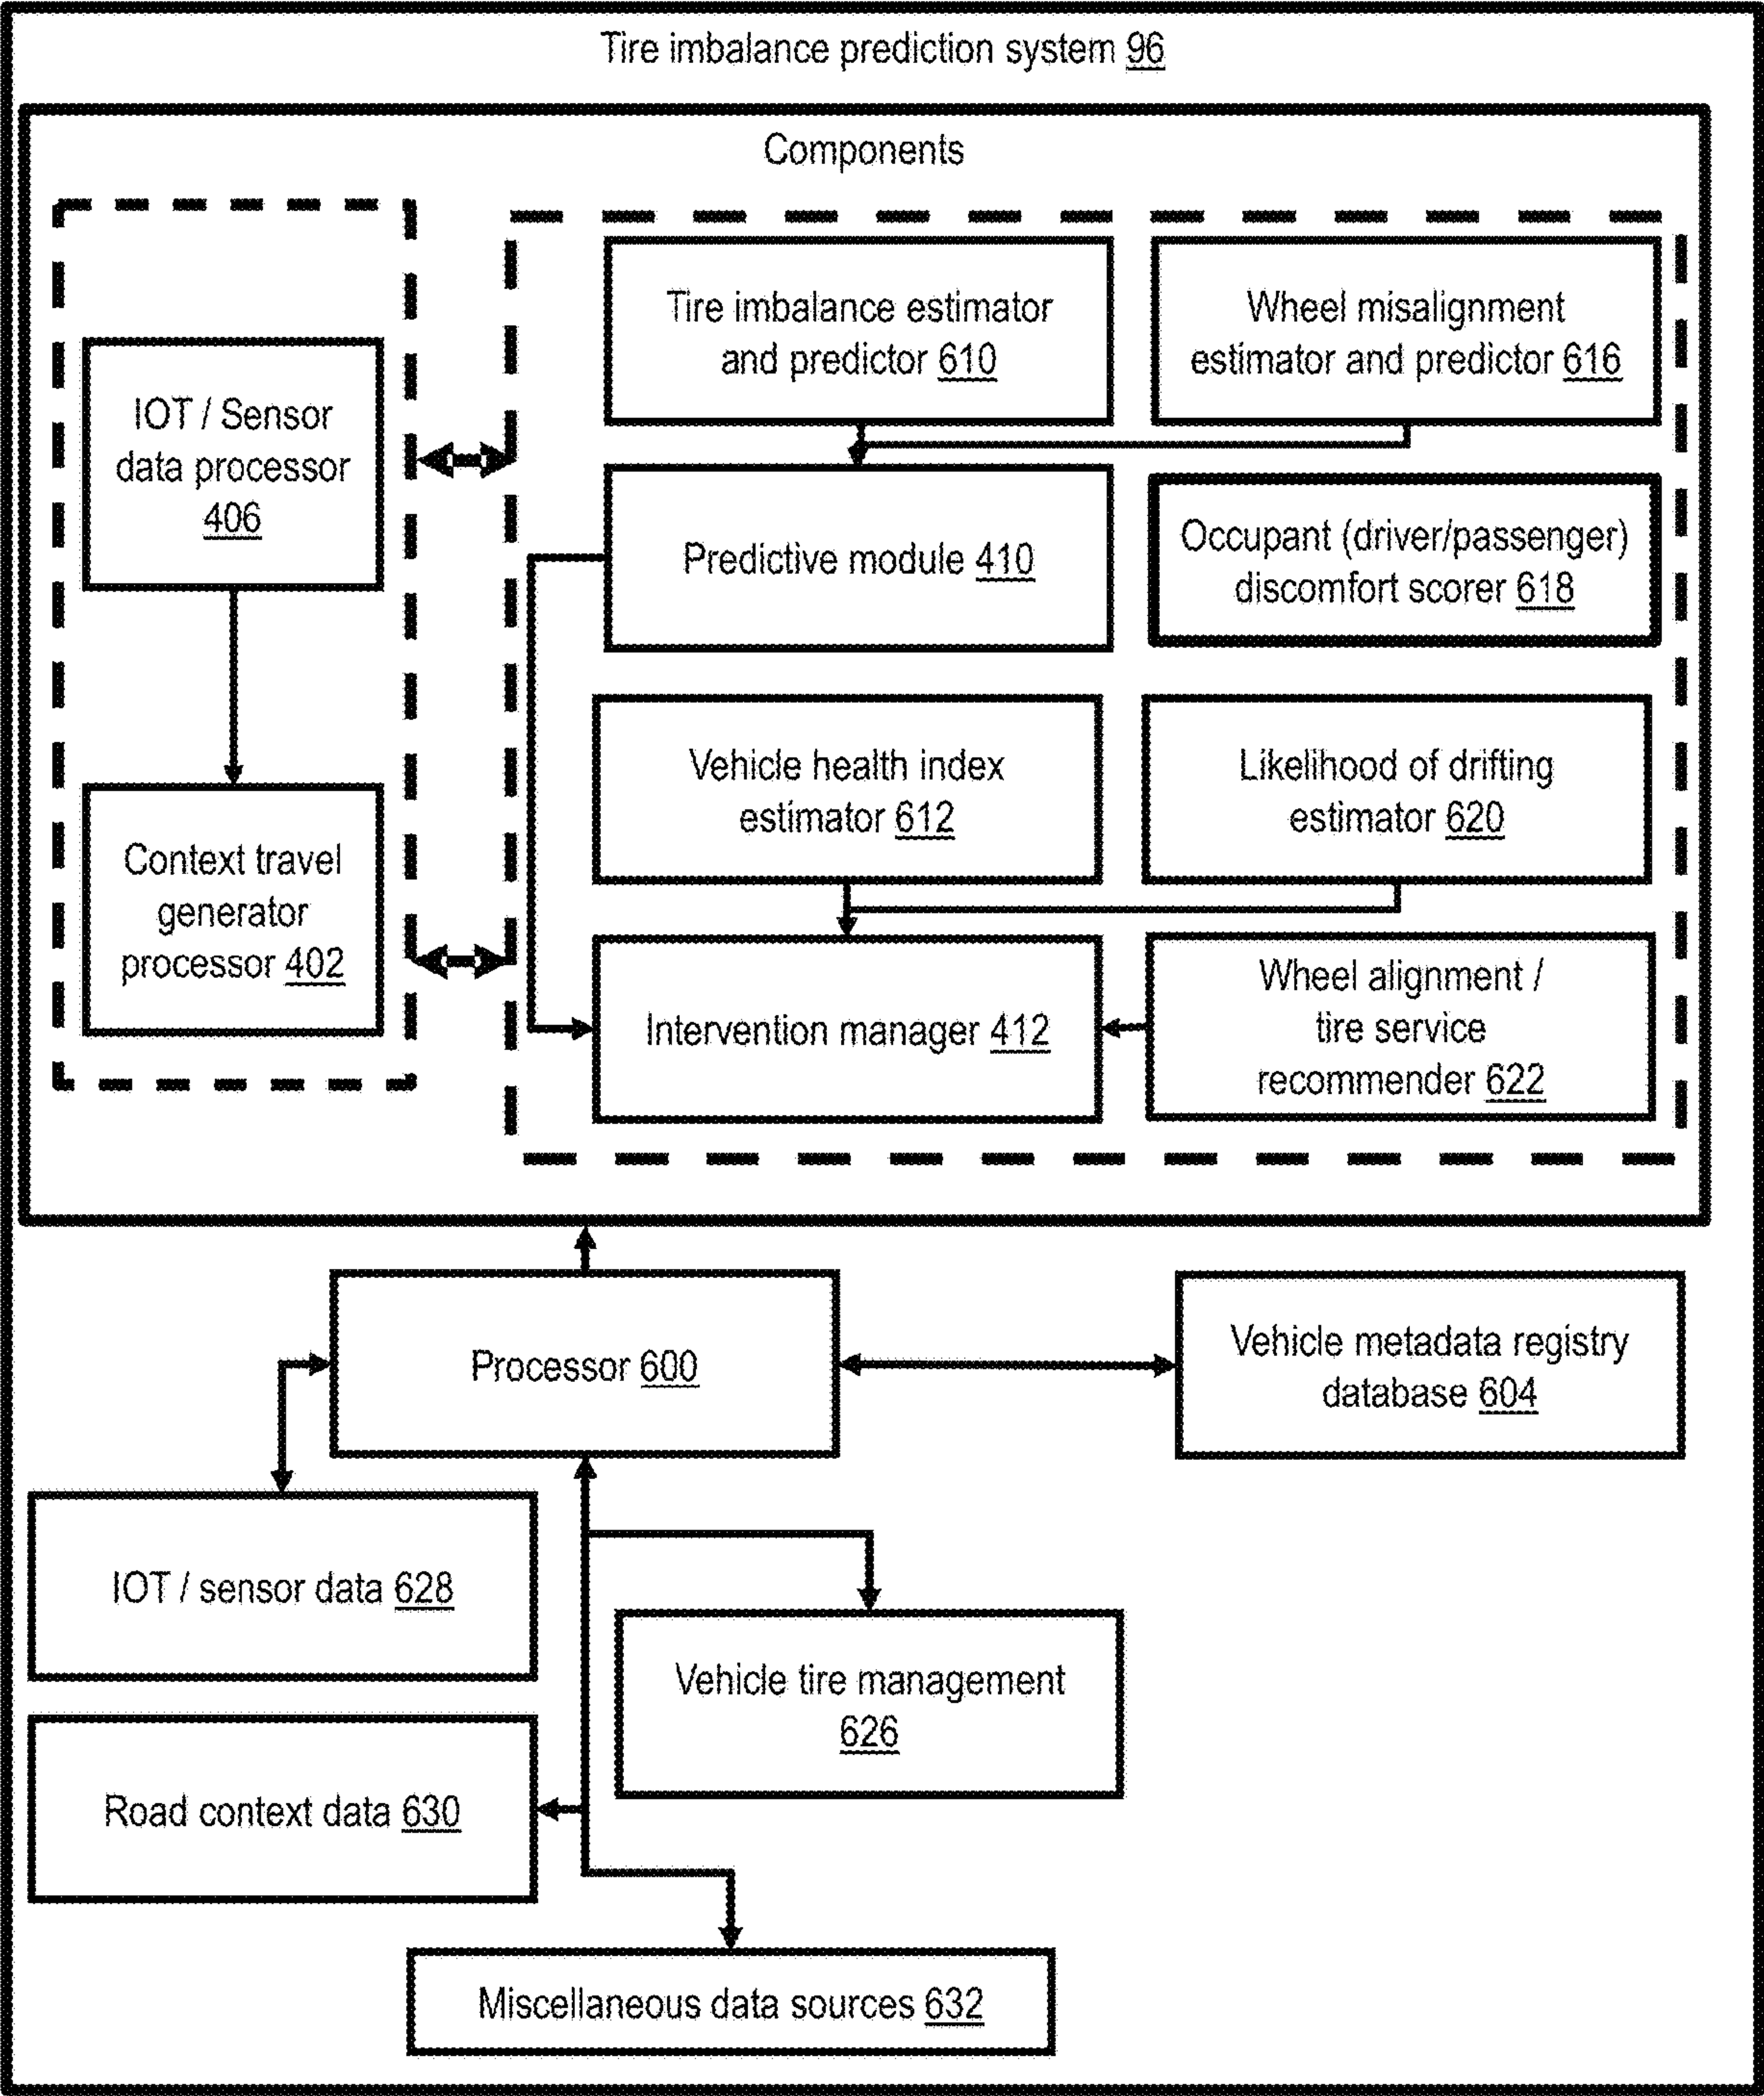 Tire imbalance prediction system 96
Components
IOT / Sensor
data processor
406
Context travel
generator
processor 402
Tire imbalance estimator
and predictor 610
Wheel misalignment
estimator and predictor 616
Predictive module 410
Occupant (driver/passenger)
discomfort scorer 618
Vehicle health index
estimator 612
Likelihood of drifting
estimator 620
Intervention manager 412
Wheel alignment /
tire service
recommender 622
Processor 600
Vehicle metadata registry
database 604
IOT / sensor data 628
Vehicle tire management
626
Road context data 630
Miscellaneous data sources 632